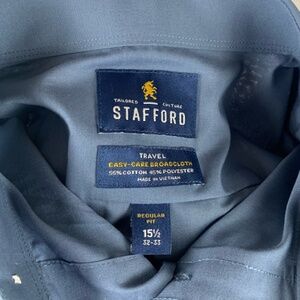 TAILORED CULTURE
STAFFORD
TRAVEL
EASY-CARE BROADCLOTH
55% COTTON 45% POLYESTER
MADE IN VIETNAM
REGULAR
FIT
15½
32-33